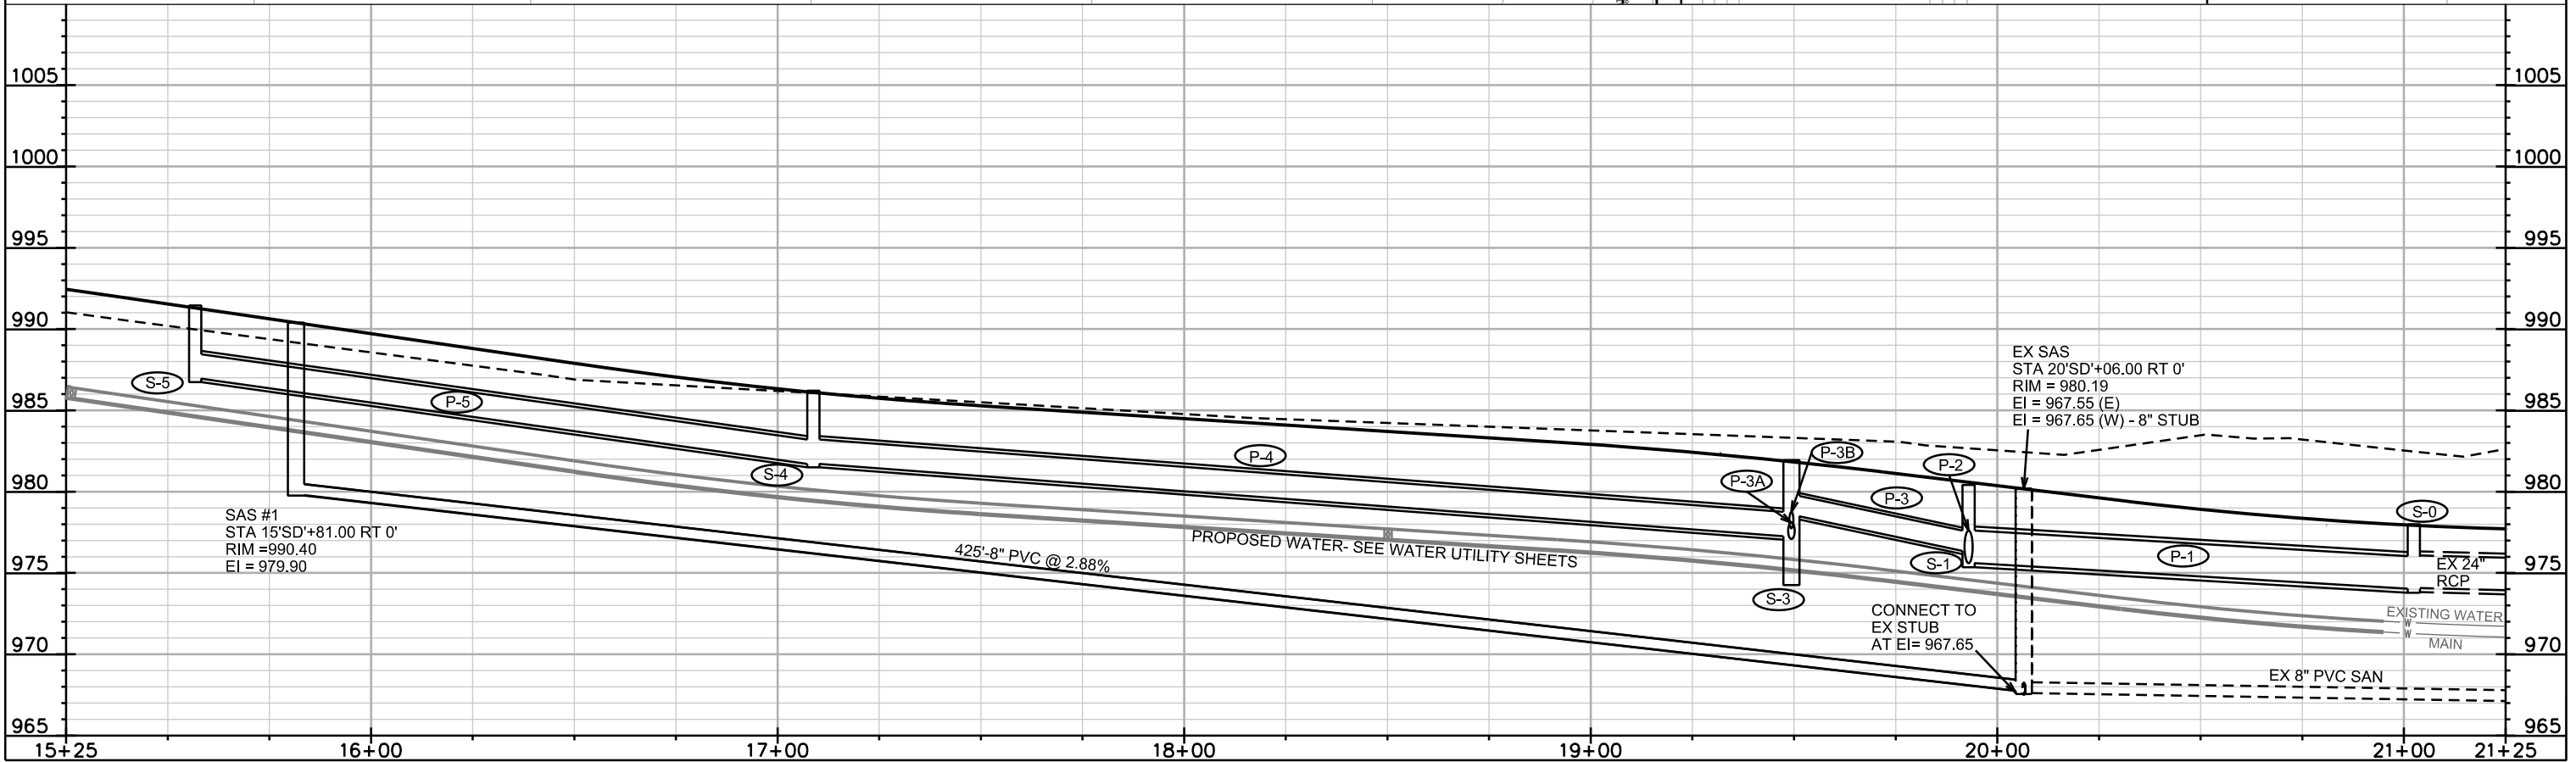 1005
1005
1000
1000
995
995
990
990
EX SAS
STA 20'SD'+06.00 RT 0'
RIM = 980.19
EI = 967.55 (E)
EI = 967.65 (W) - 8" STUB
S-5
P-5
985
985
P-4
P-3B
P-2
S-4
P-3A
P-3
980
980
S-0
SAS #1
STA 15'SD'+81.00 RT 0'
RIM =990.40
EI = 979.90
425'-8" PVC @ 2.88%
PROPOSED WATER- SEE WATER UTILITY SHEETS
S-1
P-1
975
975
EX 24"
RCP
S-3
CONNECT TO
EX STUB
AT EI= 967.65
EXISTING WATER
W
W
MAIN
970
970
EX 8" PVC SAN
965
965
15+25
16+00
17+00
18+00
19+00
20+00
21+00
21+25